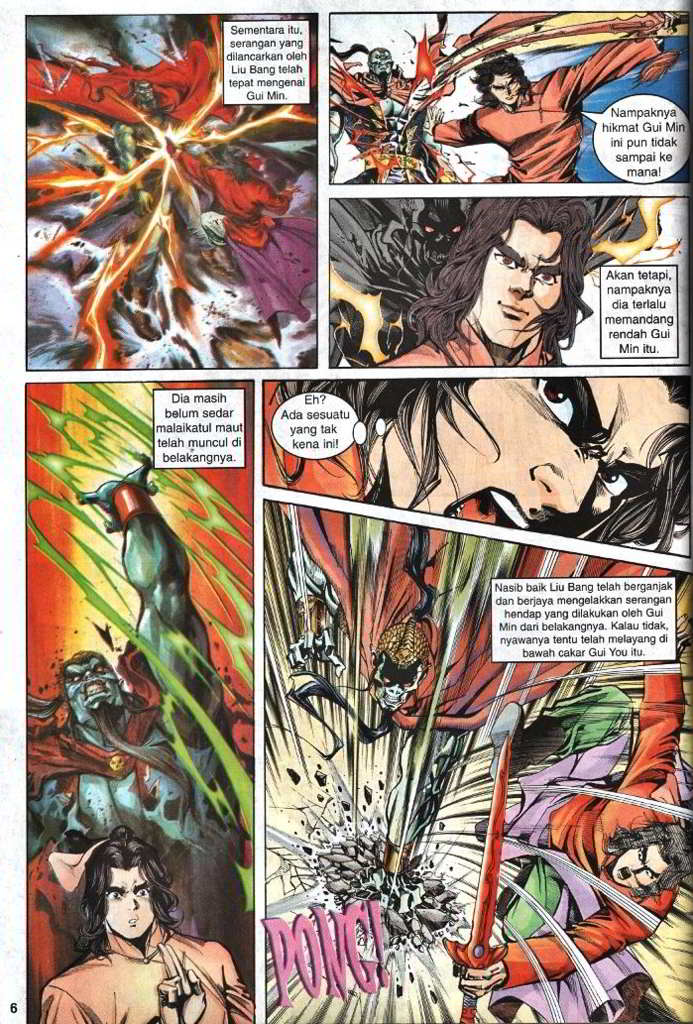 Sementara itu,
serangan yang
dilancarkan oleh
Liu Bang telah
tepat mengenai
Gui Min.
Nampaknya
hikmat Gui Min
ini pun tidak
sampai ke
mana!
Akan tetapi,
nampaknya
dia terlalu
memandang
rendah Gui
Min itu.
Dia masih
belum sedar
malaikatul maut
telah muncul di
belakangnya.
Eh?
Ada sesuatu
yang tak
kena ini!
Nasib baik Liu Bang telah berganjak
dan berjaya mengelakkan serangan
hendap yang dilakukan oleh Gui
Min dari belakangnya. Kalau tidak,
nyawanya tentu telah melayang di
bawah cakar Gui You itu.
PONG!
6